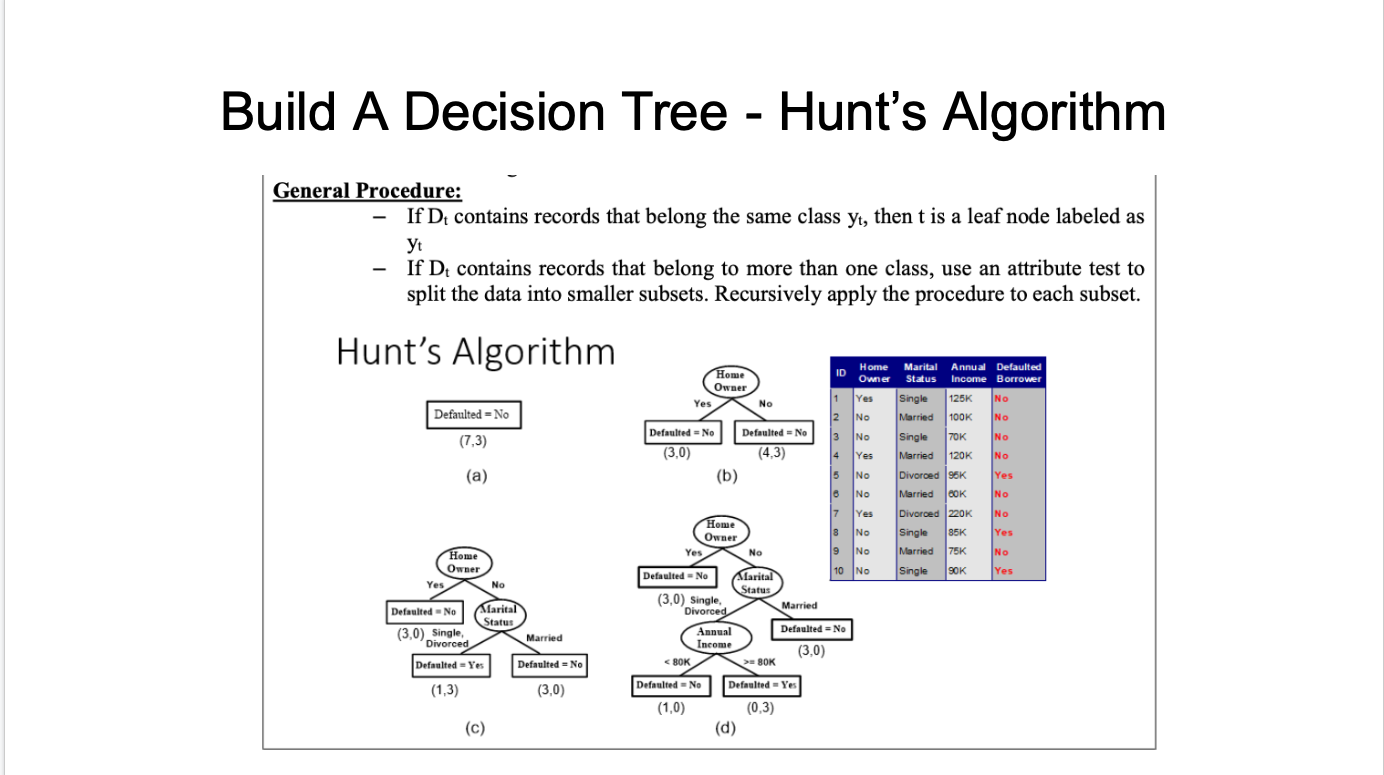 Build A Decision Tree - Hunt's Algorithm
General Procedure:
– If Dt contains records that belong the same class yt, then t is a leaf node labeled as
yt
– If Dt contains records that belong to more than one class, use an attribute test to
split the data into smaller subsets. Recursively apply the procedure to each subset.
Hunt's Algorithm
Defaulted = No
(7,3)
(a)
Home
Owner
Yes No
Defaulted = No Defaulted = No
(3,0) (4,3)
(b)
ID Home Owner Marital Status Annual Income Defaulted Borrower
1 Yes Single 125K No
2 No Married 100K No
3 No Single 70K No
4 Yes Married 120K No
5 No Divorced 95K Yes
6 No Married 60K No
7 Yes Divorced 220K No
8 No Single 85K Yes
9 No Married 75K No
10 No Single 90K Yes
Home
Owner
Yes No
Defaulted = No Marital
Status
(3,0) Single,
Divorced Married
Defaulted = Yes Defaulted = No
(1,3) (3,0)
(c)
Home
Owner
Yes No
Defaulted = No Marital
Status
(3,0) Single,
Divorced Married
Annual
Income Defaulted = No
(3,0)
< 80K >= 80K
Defaulted = No Defaulted = Yes
(1,0) (0,3)
(d)